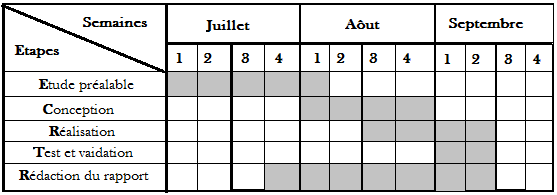 Semaines
Etapes
Juillet Aôut Septembre
1 2 3 4 1 2 3 4 1 2 3 4
Etude préalable
Conception
Réalisation
Test et vaidation
Rédaction du rapport